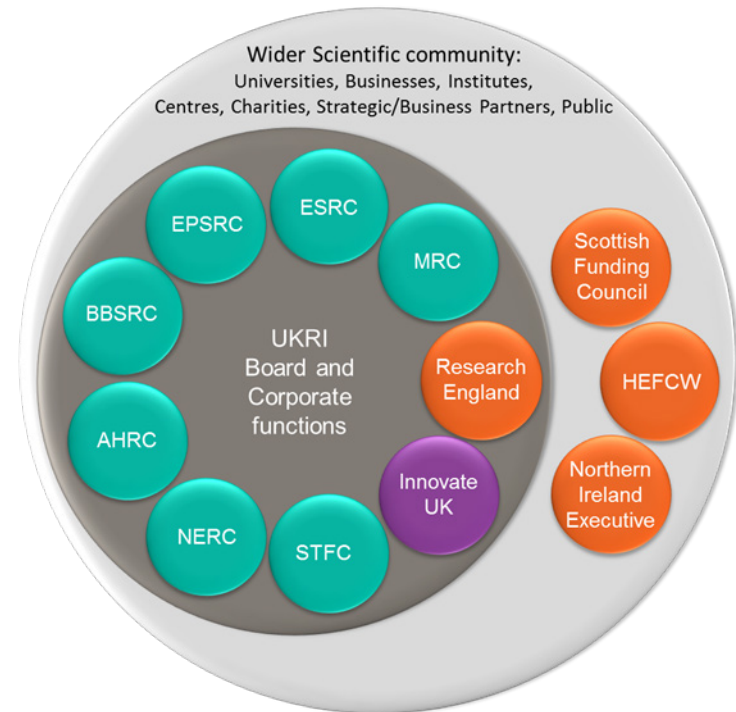 Wider Scientific community:
Universities, Businesses, Institutes,
Centres, Charities, Strategic/Business Partners, Public
ESRC
EPSRC
MRC
BBSRC
UKRI
Board and
Corporate
functions
Research
England
AHRC
Innovate
UK
NERC
STFC
Scottish
Funding
Council
HEFCW
Northern
Ireland
Executive